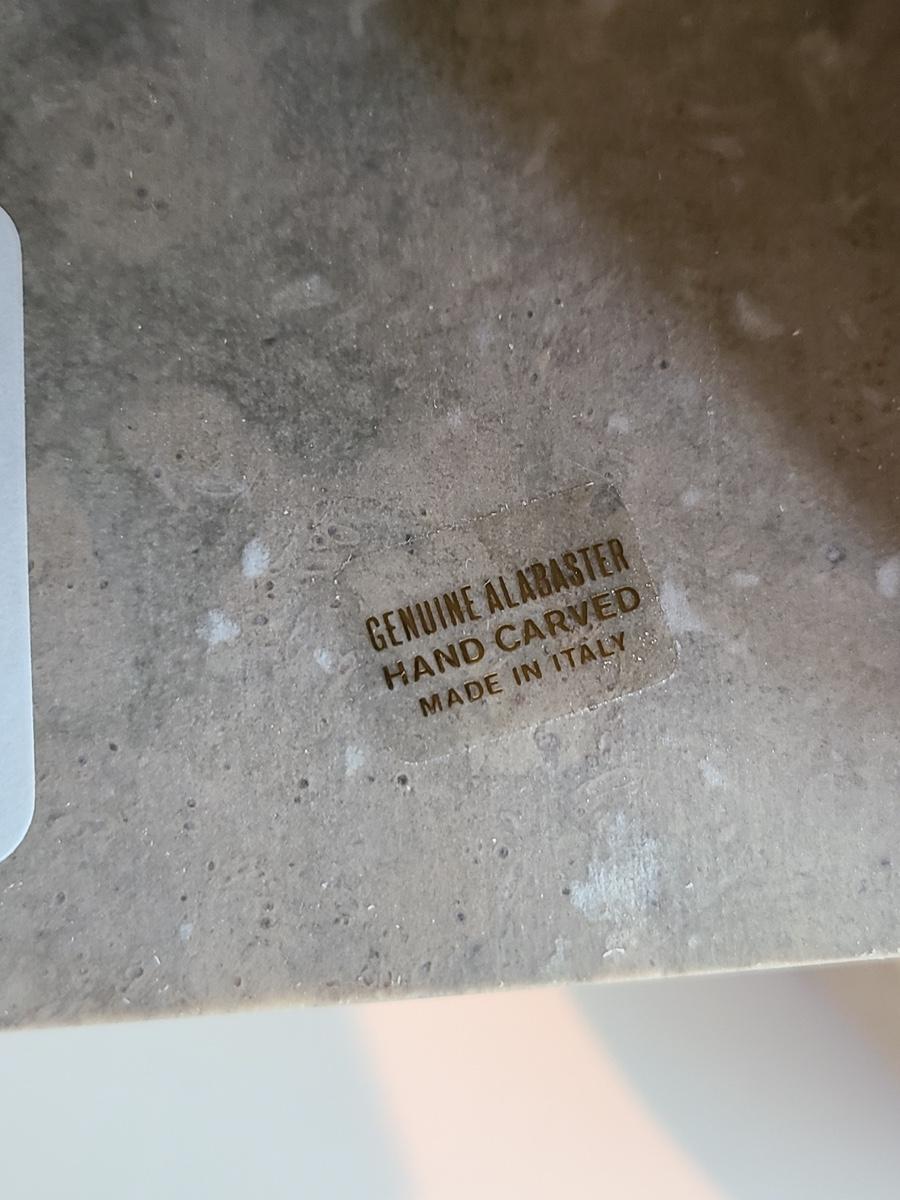 GENUINE ALABASTER
HAND CARVED
MADE IN ITALY